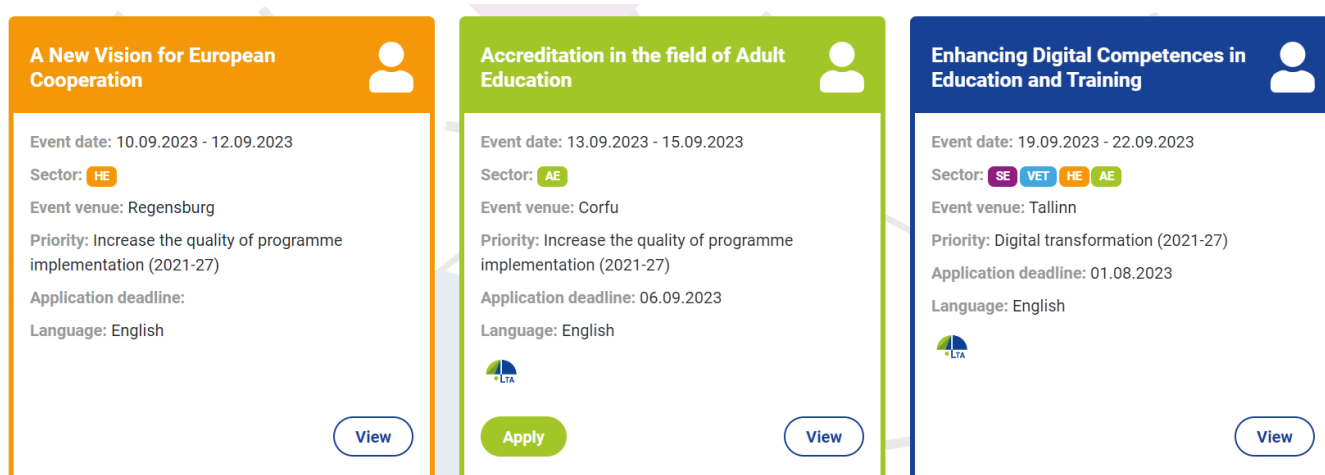 A New Vision for European
Cooperation
Event date: 10.09.2023 - 12.09.2023
Sector: HE
Event venue: Regensburg
Priority: Increase the quality of programme
implementation (2021-27)
Application deadline:
Language: English
View
Accreditation in the field of Adult
Education
Event date: 13.09.2023 - 15.09.2023
Sector: AE
Event venue: Corfu
Priority: Increase the quality of programme
implementation (2021-27)
Application deadline: 06.09.2023
Language: English
LTA
Apply
View
Enhancing Digital Competences in
Education and Training
Event date: 19.09.2023 - 22.09.2023
Sector: SE VET HE AE
Event venue: Tallinn
Priority: Digital transformation (2021-27)
Application deadline: 01.08.2023
Language: English
LTA
View